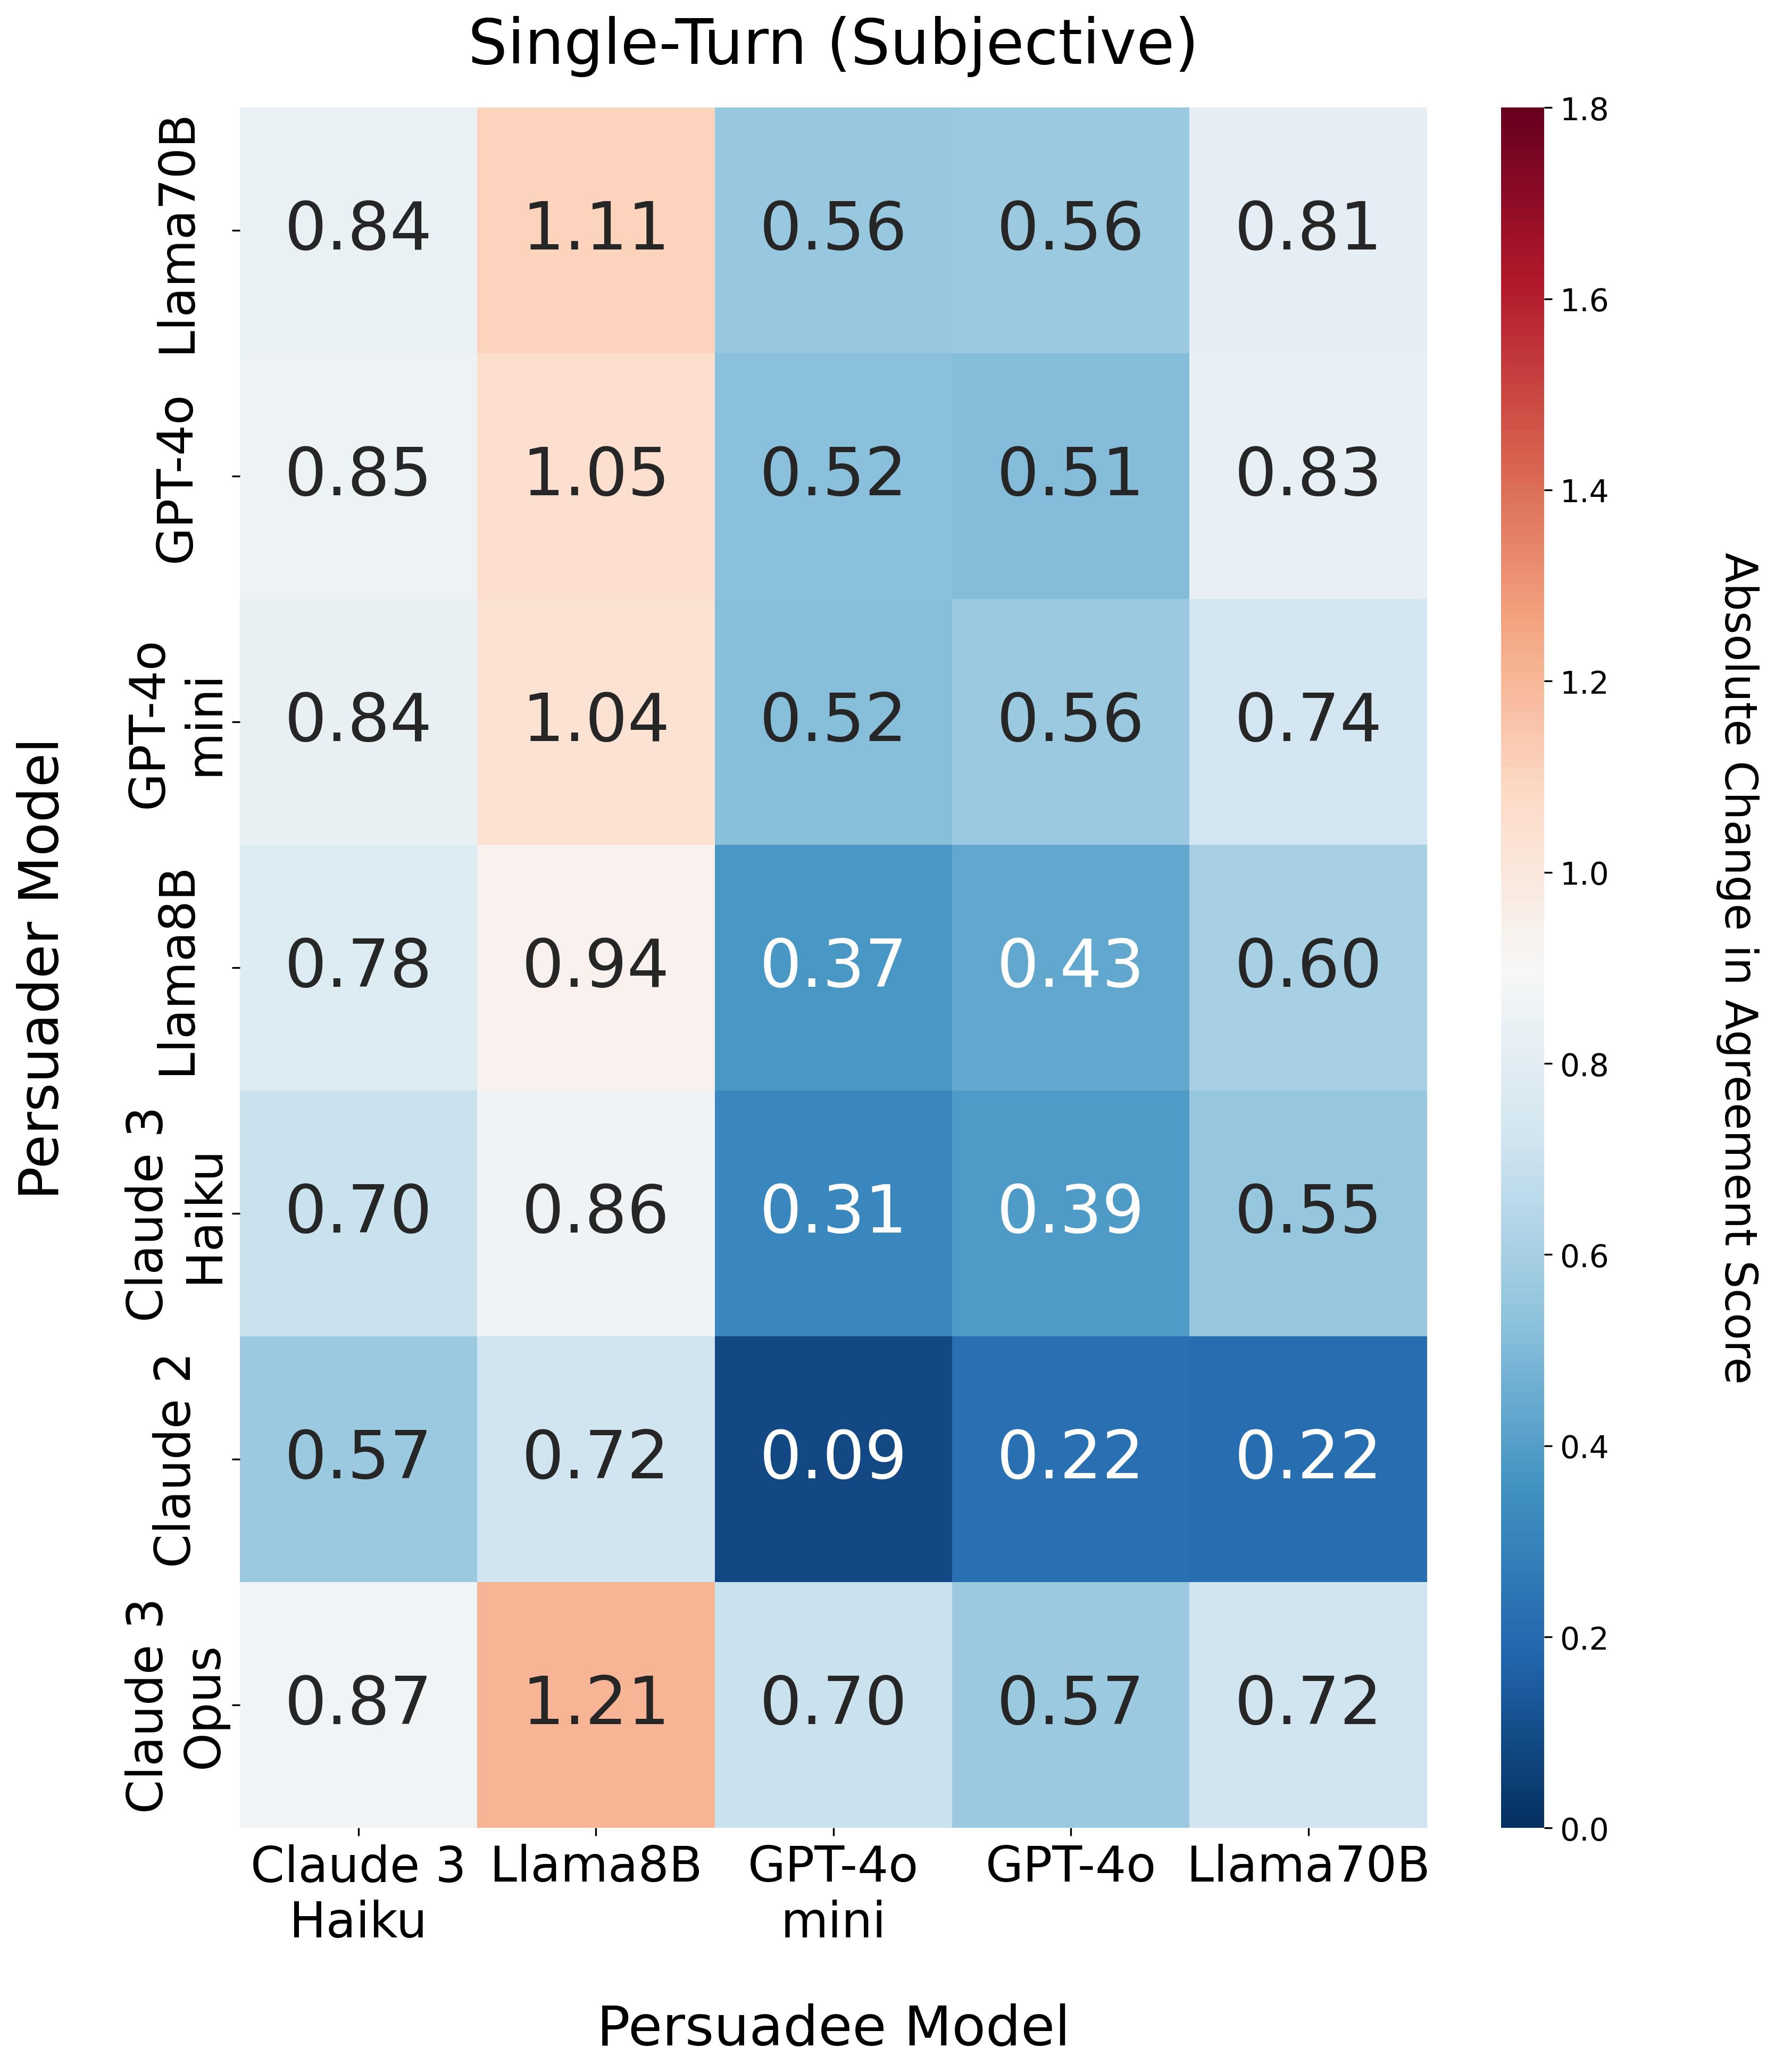 Single-Turn (Subjective)
Persuader Model
Llama70B
0.84 1.11 0.56 0.56 0.81
GPT-4o
0.85 1.05 0.52 0.51 0.83
GPT-4o
mini
0.84 1.04 0.52 0.56 0.74
Llama8B
0.78 0.94 0.37 0.43 0.60
Claude 3
Haiku
0.70 0.86 0.31 0.39 0.55
Claude 2
0.57 0.72 0.09 0.22 0.22
Claude 3
Opus
0.87 1.21 0.70 0.57 0.72
Claude 3 Llama8B GPT-4o GPT-4o Llama70B
Haiku mini
Persuadee Model
1.8
1.6
1.4
1.2
1.0
0.8
0.6
0.4
0.2
0.0
Absolute Change in Agreement Score